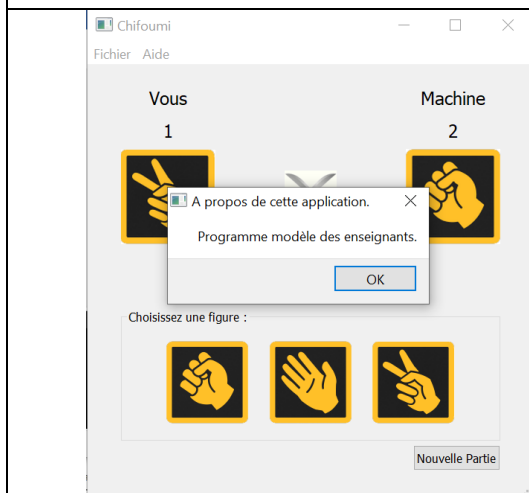 Chifoumi
Fichier Aide
Vous Machine
1 2
A propos de cette application.
Programme modèle des enseignants.
OK
Choisissez une figure :
Nouvelle Partie